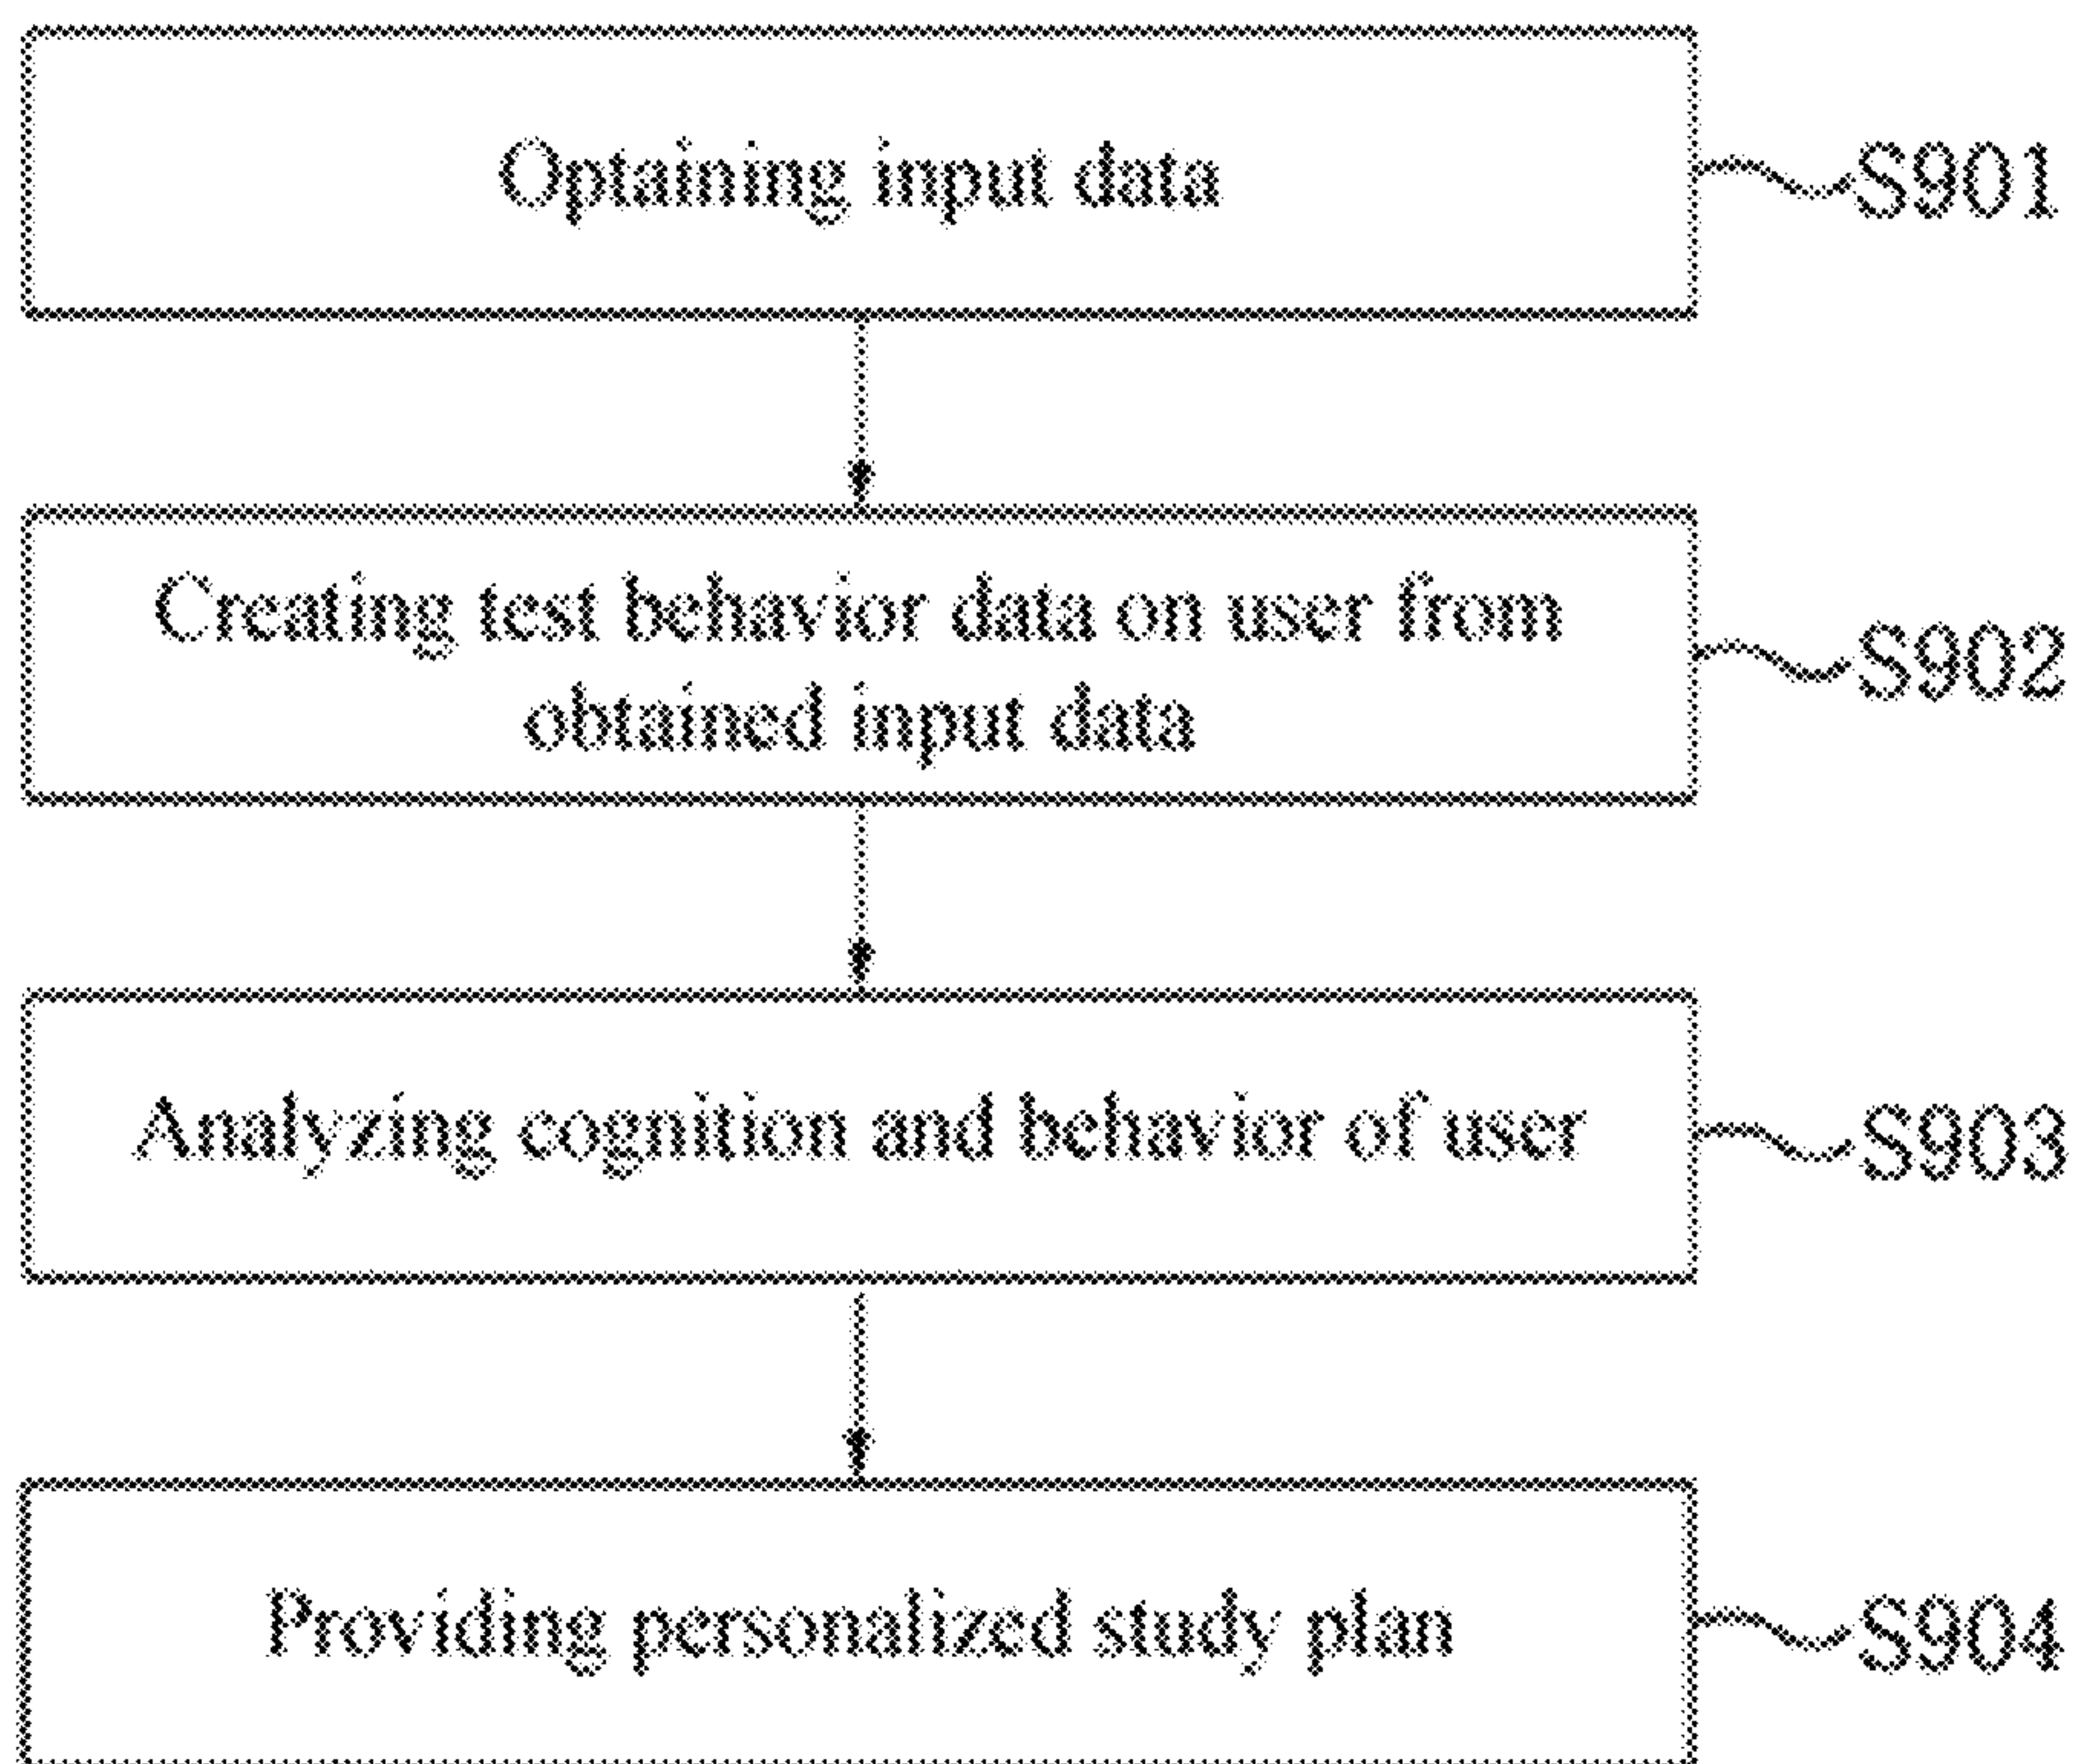 Optaining input data
S901
Creating test behavior data on user from
obtained input data
S902
Analyzing cognition and behavior of user
S903
Providing personalized study plan
S904